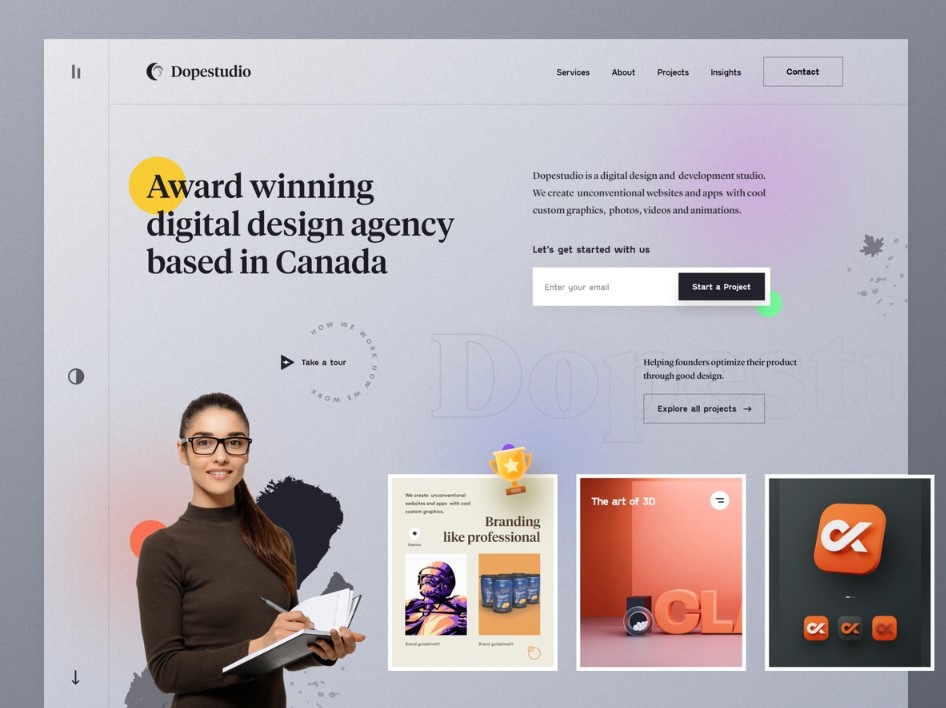 Dopestudio
Services
About
Projects
Insights
Contact
Award winning
digital design agency
based in Canada
Dopestudio is a digital design and development studio.
We create unconventional websites and apps with cool
custom graphics, photos, videos and animations.
Let's get started with us
Enter your email
Start a Project
HOW WE WORK HOW WE WORK
Take a tour
Dopestu
Helping founders optimize their product
through good design.
Explore all projects →
We create unconventional
websites and apps with cool
custom graphics.
Fashion
Branding
like professional
Brand guidelines!!!
Brand guidelines!!!
The art of 3D
CL